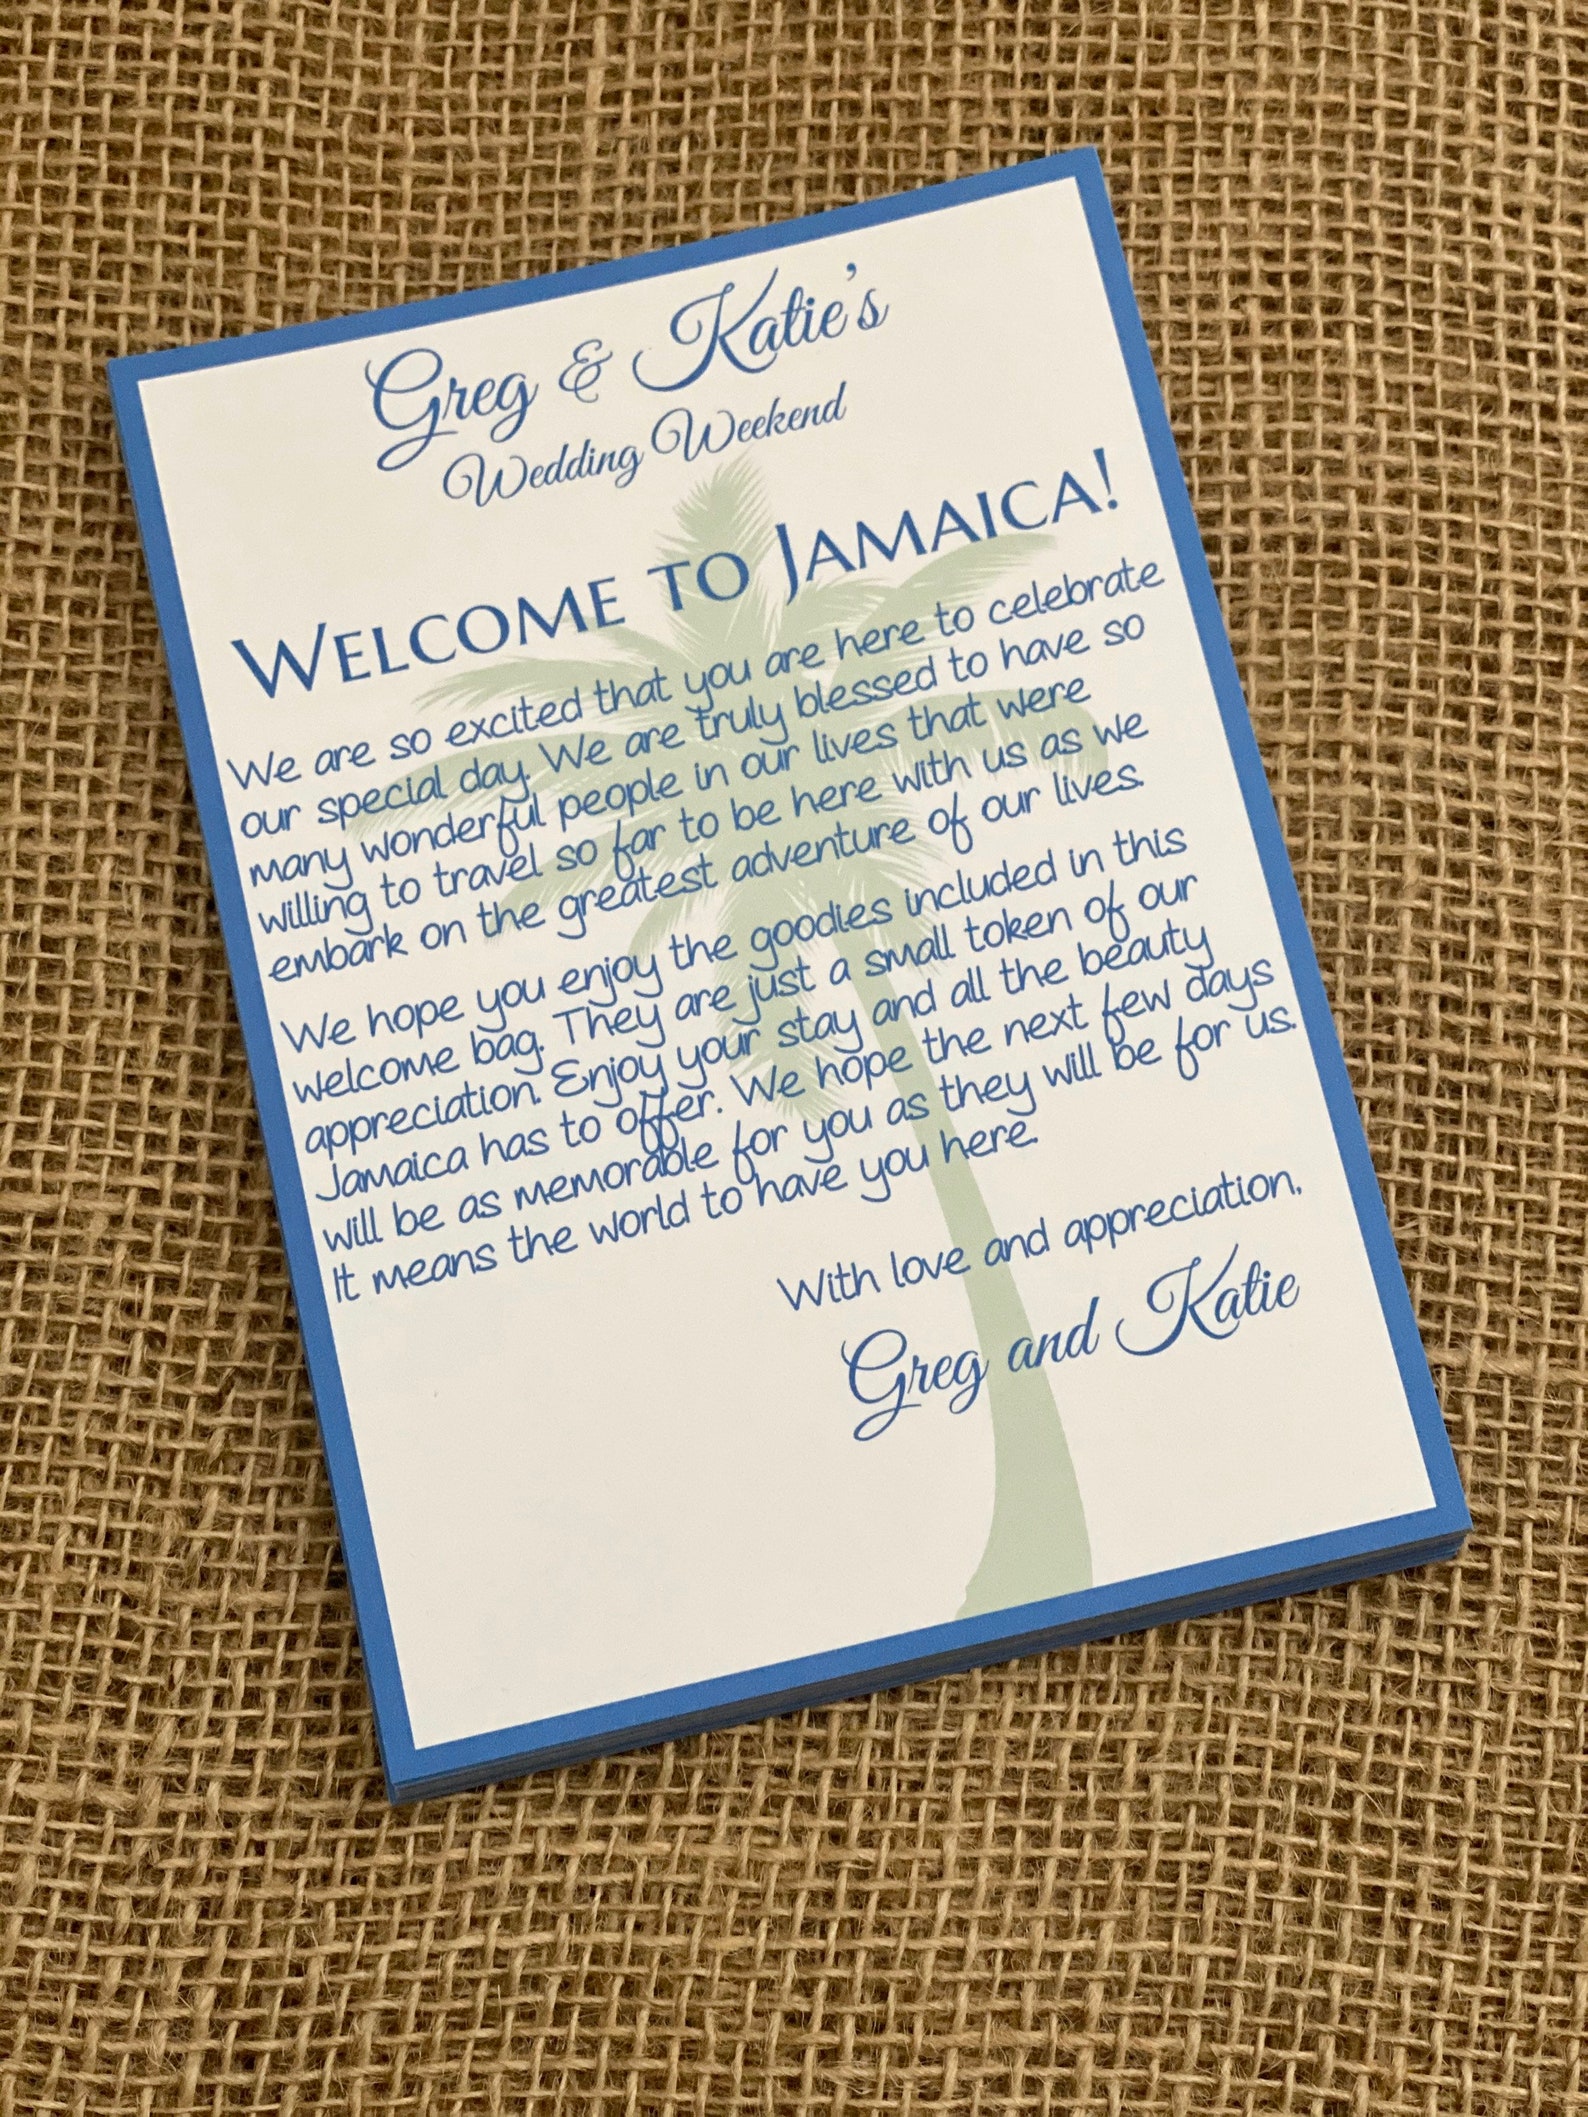 Greg & Katie's
Wedding Weekend
WELCOME TO JAMAICA!
We are so excited that you are here to celebrate
our special day. We are truly blessed to have so
many wonderful people in our lives that were
willing to travel so far to be here with us as we
embark on the greatest adventure of our lives.
We hope you enjoy the goodies included in this
welcome bag. They are just a small token of our
appreciation. Enjoy your stay and all the beauty
Jamaica has to offer. We hope the next few days
will be as memorable for you as they will be for us.
It means the world to have you here.
With love and appreciation,
Greg and Katie